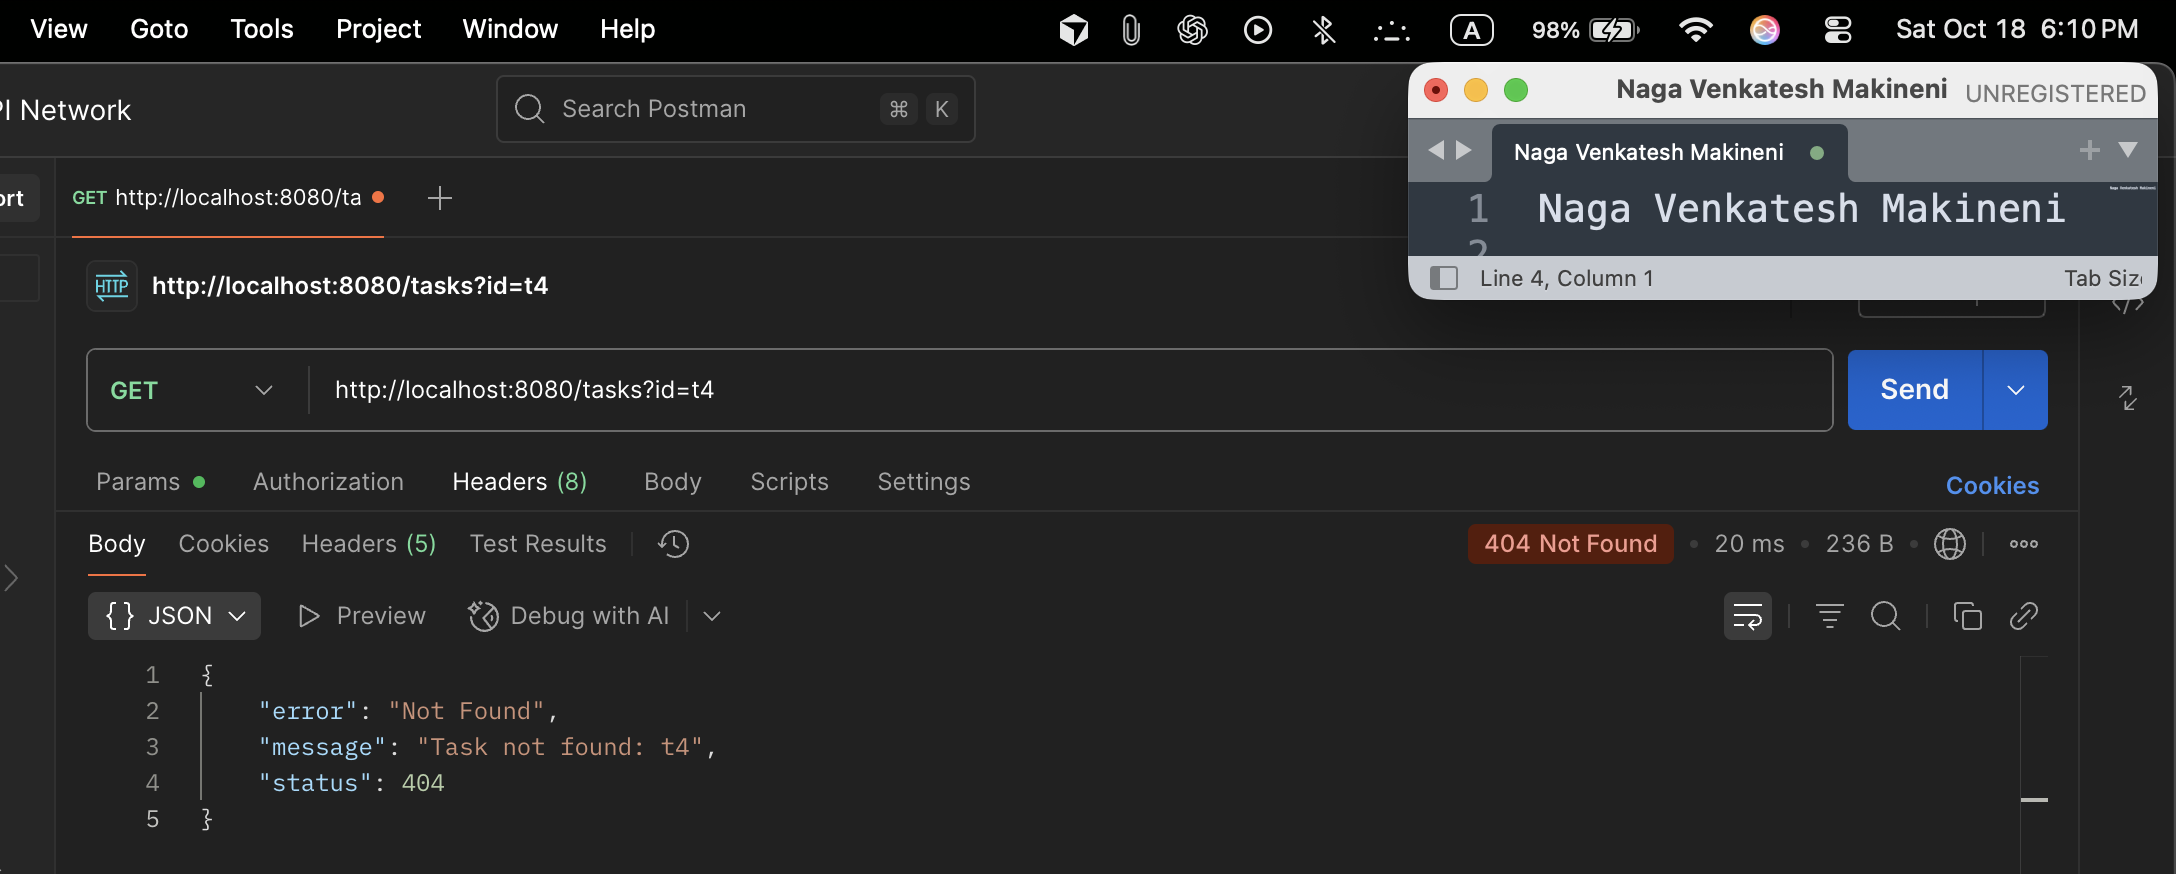 View Goto Tools Project Window Help A 98% Sat Oct 18 6:10 PM
PI Network Search Postman ⌘ K
Naga Venkatesh Makineni UNREGISTERED
Naga Venkatesh Makineni
1 Naga Venkatesh Makineni
2
Line 4, Column 1 Tab Size
ort GET http://localhost:8080/ta
HTTP http://localhost:8080/tasks?id=t4
GET http://localhost:8080/tasks?id=t4 Send
Params Authorization Headers (8) Body Scripts Settings Cookies
Body Cookies Headers (5) Test Results 404 Not Found 20 ms 236 B
{} JSON Preview Debug with AI
1 {
2 "error": "Not Found",
3 "message": "Task not found: t4",
4 "status": 404
5 }